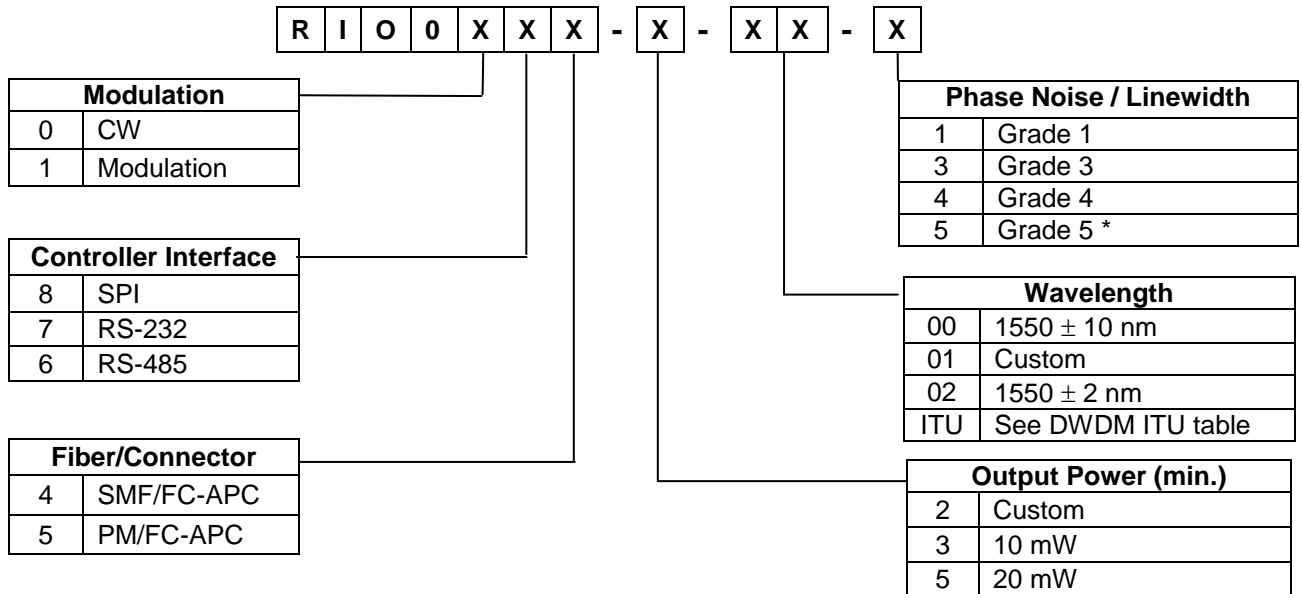 R I O 0 X X X - X - X X - X
Modulation
0 CW
1 Modulation
Controller Interface
8 SPI
7 RS-232
6 RS-485
Fiber/Connector
4 SMF/FC-APC
5 PM/FC-APC
Phase Noise / Linewidth
1 Grade 1
3 Grade 3
4 Grade 4
5 Grade 5 *
Wavelength
00 1550 ± 10 nm
01 Custom
02 1550 ± 2 nm
ITU See DWDM ITU table
Output Power (min.)
2 Custom
3 10 mW
5 20 mW